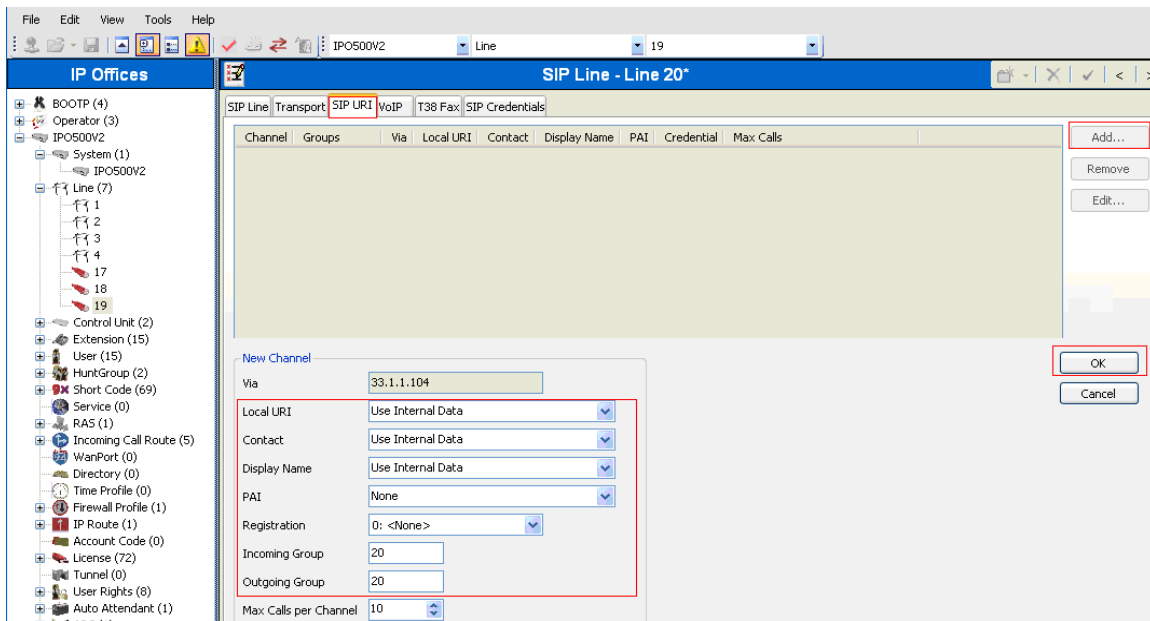 File Edit View Tools Help
IPO500V2 Line 19
IP Offices
BOOTP (4)
Operator (3)
IPO500V2
System (1)
IPO500V2
Line (7)
1
2
3
4
17
18
19
Control Unit (2)
Extension (15)
User (15)
HuntGroup (2)
Short Code (69)
Service (0)
RAS (1)
Incoming Call Route (5)
WanPort (0)
Directory (0)
Time Profile (0)
Firewall Profile (1)
IP Route (1)
Account Code (0)
License (72)
Tunnel (0)
User Rights (8)
Auto Attendant (1)
SIP Line - Line 20*
SIP Line Transport SIP URI VoIP T38 Fax SIP Credentials
Channel Groups Via Local URI Contact Display Name PAI Credential Max Calls
Add...
Remove
Edit...
New Channel
Via 33.1.1.104
Local URI Use Internal Data
Contact Use Internal Data
Display Name Use Internal Data
PAI None
Registration 0: <None>
Incoming Group 20
Outgoing Group 20
Max Calls per Channel 10
OK
Cancel